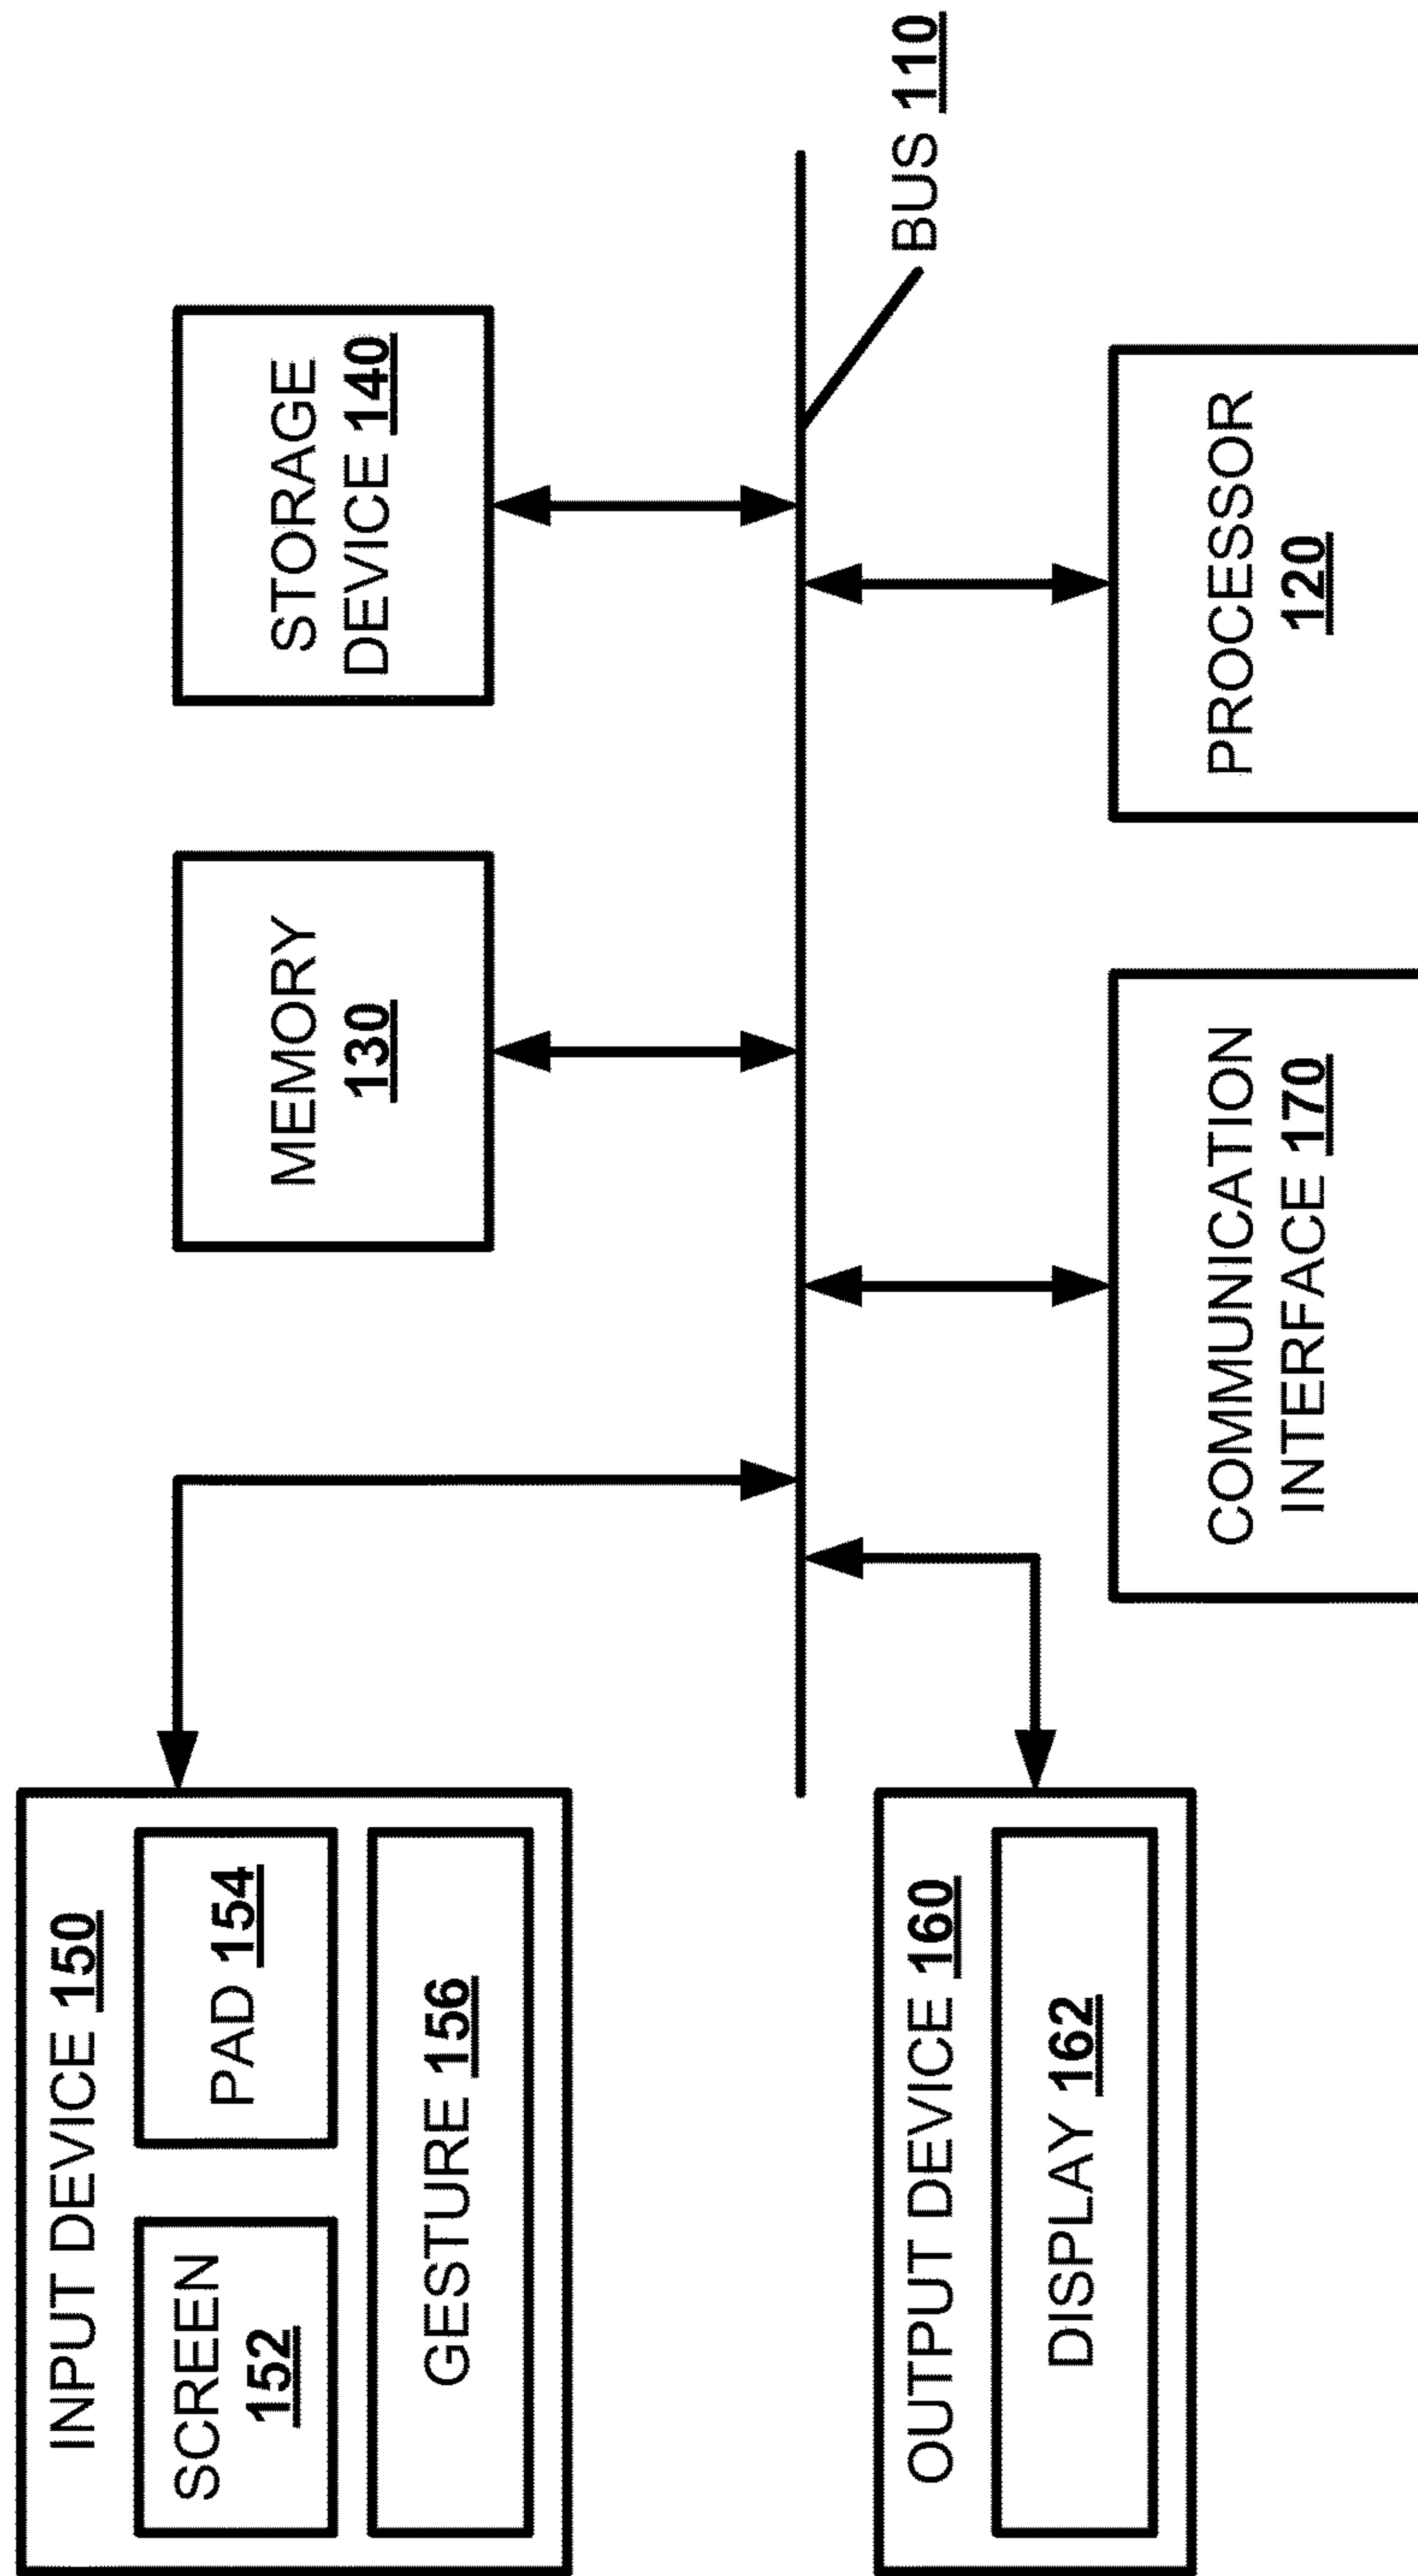 INPUT DEVICE 150
SCREEN
152
PAD 154
GESTURE 156
MEMORY
130
STORAGE
DEVICE 140
BUS 110
OUTPUT DEVICE 160
DISPLAY 162
COMMUNICATION
INTERFACE 170
PROCESSOR
120